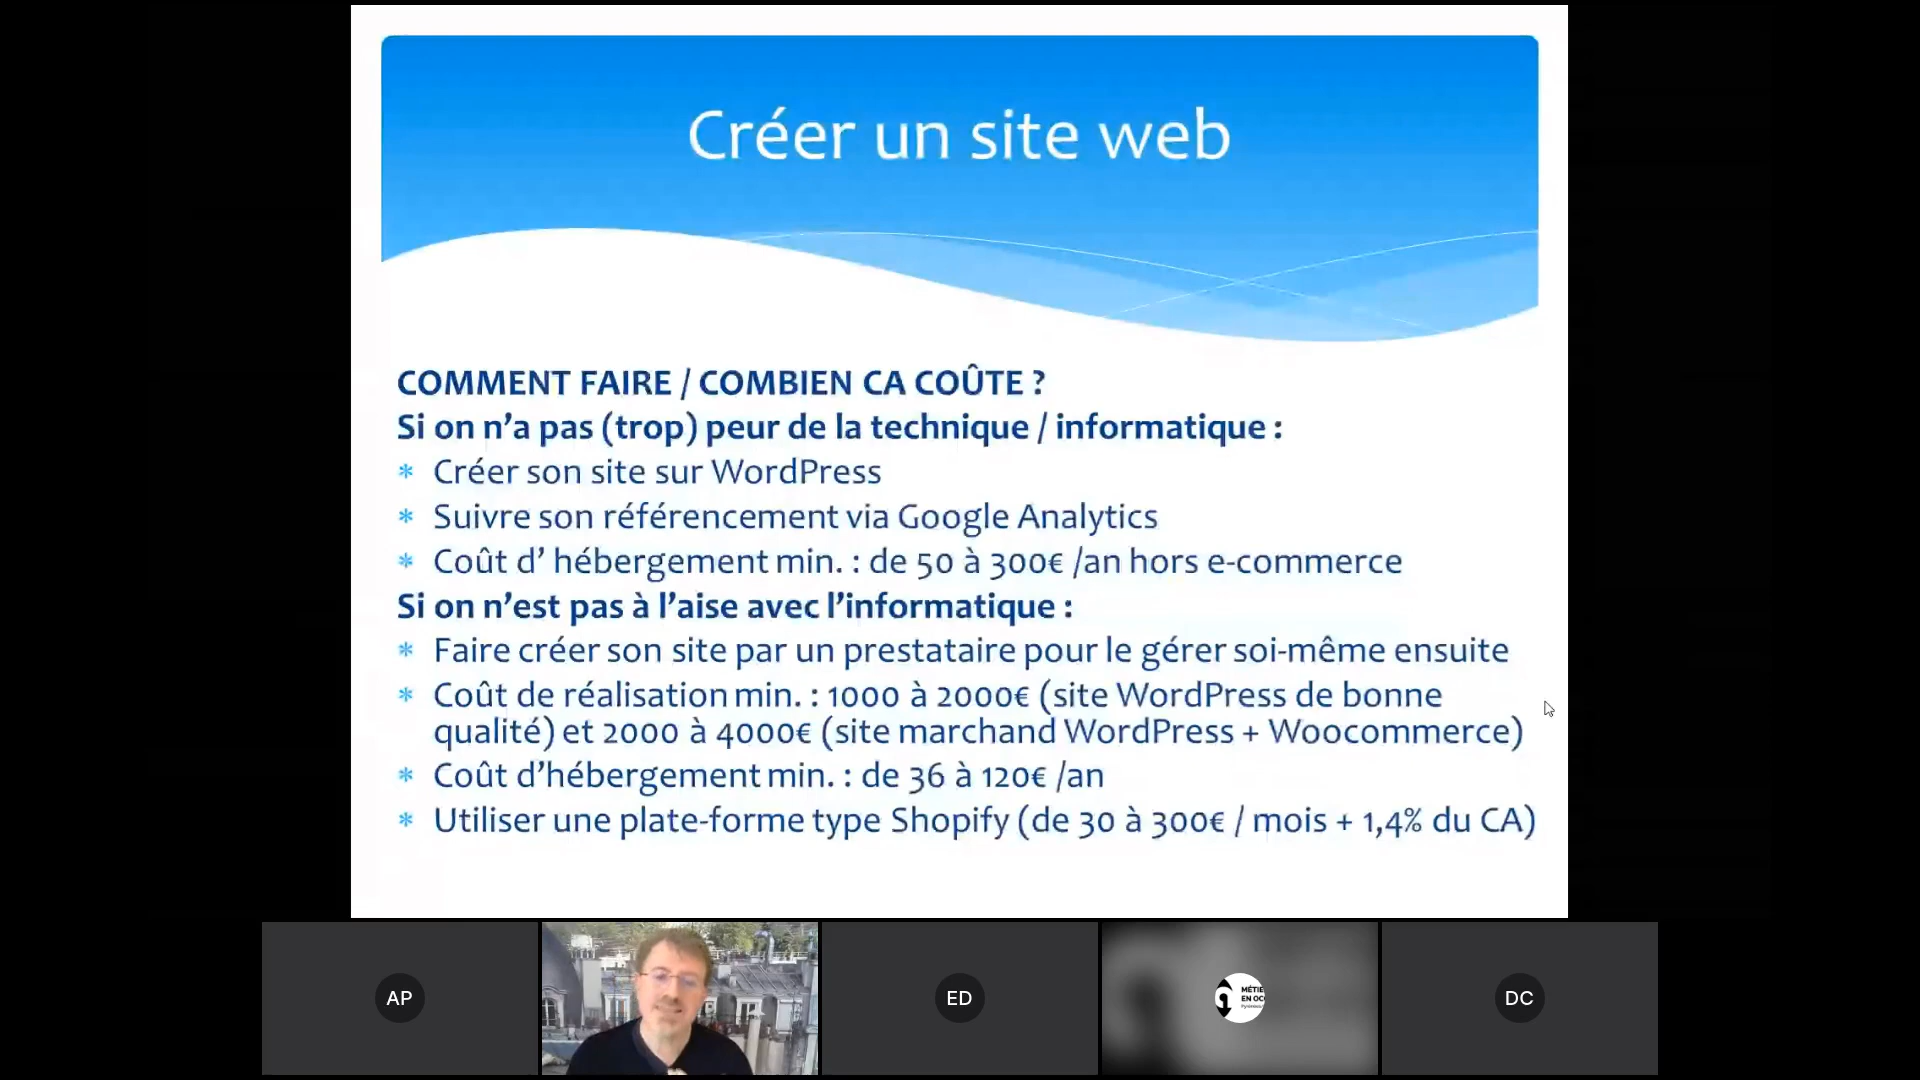 Créer un site web
COMMENT FAIRE / COMBIEN CA COÛTE ?
Si on n’a pas (trop) peur de la technique / informatique :
* Créer son site sur WordPress
* Suivre son référencement via Google Analytics
* Coût d’ hébergement min. : de 50 à 300€ /an hors e-commerce
Si on n’est pas à l’aise avec l’informatique :
* Faire créer son site par un prestataire pour le gérer soi-même ensuite
* Coût de réalisation min. : 1000 à 2000€ (site WordPress de bonne
qualité) et 2000 à 4000€ (site marchand WordPress + Woocommerce)
* Coût d’hébergement min. : de 36 à 120€ /an
* Utiliser une plate-forme type Shopify (de 30 à 300€ / mois + 1,4% du CA)
AP
ED
MÉTIE
EN OCC
DC